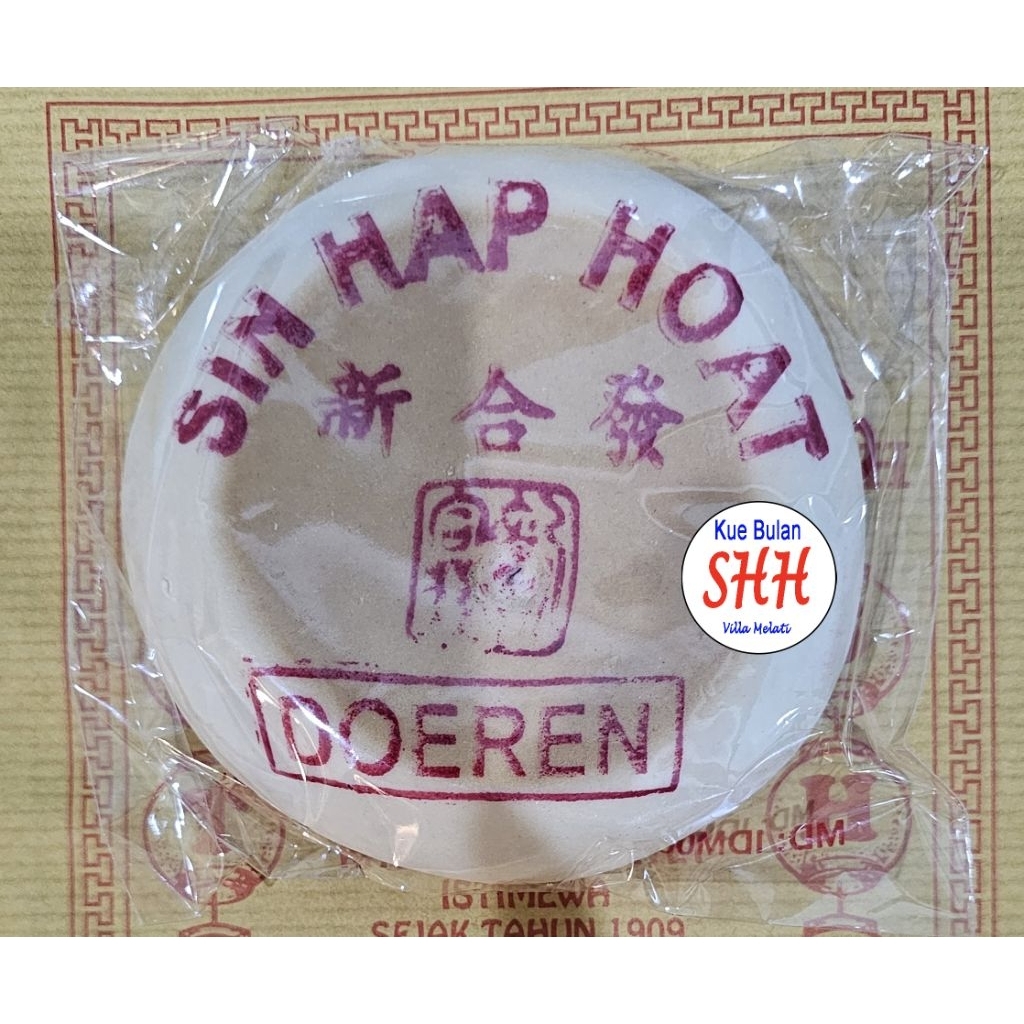 SIN HAP HOAT
新合發
DOEREN
Kue Bulan
SHH
Villa Melati
ISTIMEWA
SEJAK TAHUN 1909